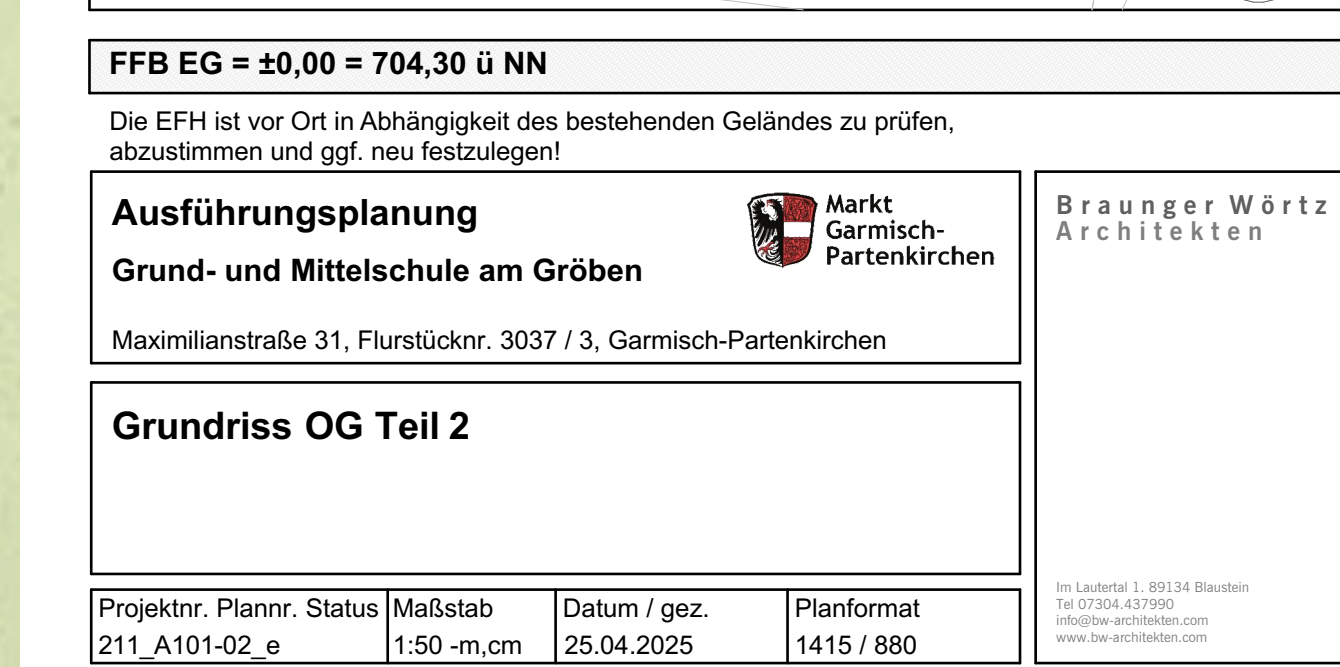 FFB EG = ±0,00 = 704,30 ü NN
Die EFH ist vor Ort in Abhängigkeit des bestehenden Geländes zu prüfen,
abzustimmen und ggf. neu festzulegen!
Ausführungsplanung
Grund- und Mittelschule am Gröben
Maximilianstraße 31, Flurstücknr. 3037 / 3, Garmisch-Partenkirchen
Markt
Garmisch-
Partenkirchen
Grundriss OG Teil 2
Projektnr. Plannr. Status
211_A101-02_e
Maßstab
1:50 -m,cm
Datum / gez.
25.04.2025
Planformat
1415 / 880
Braunger Wörtz
Architekten
Im Lautertal 1. 89134 Blaustein
Tel 07304.437990
info@bw-architekten.com
www.bw-architekten.com